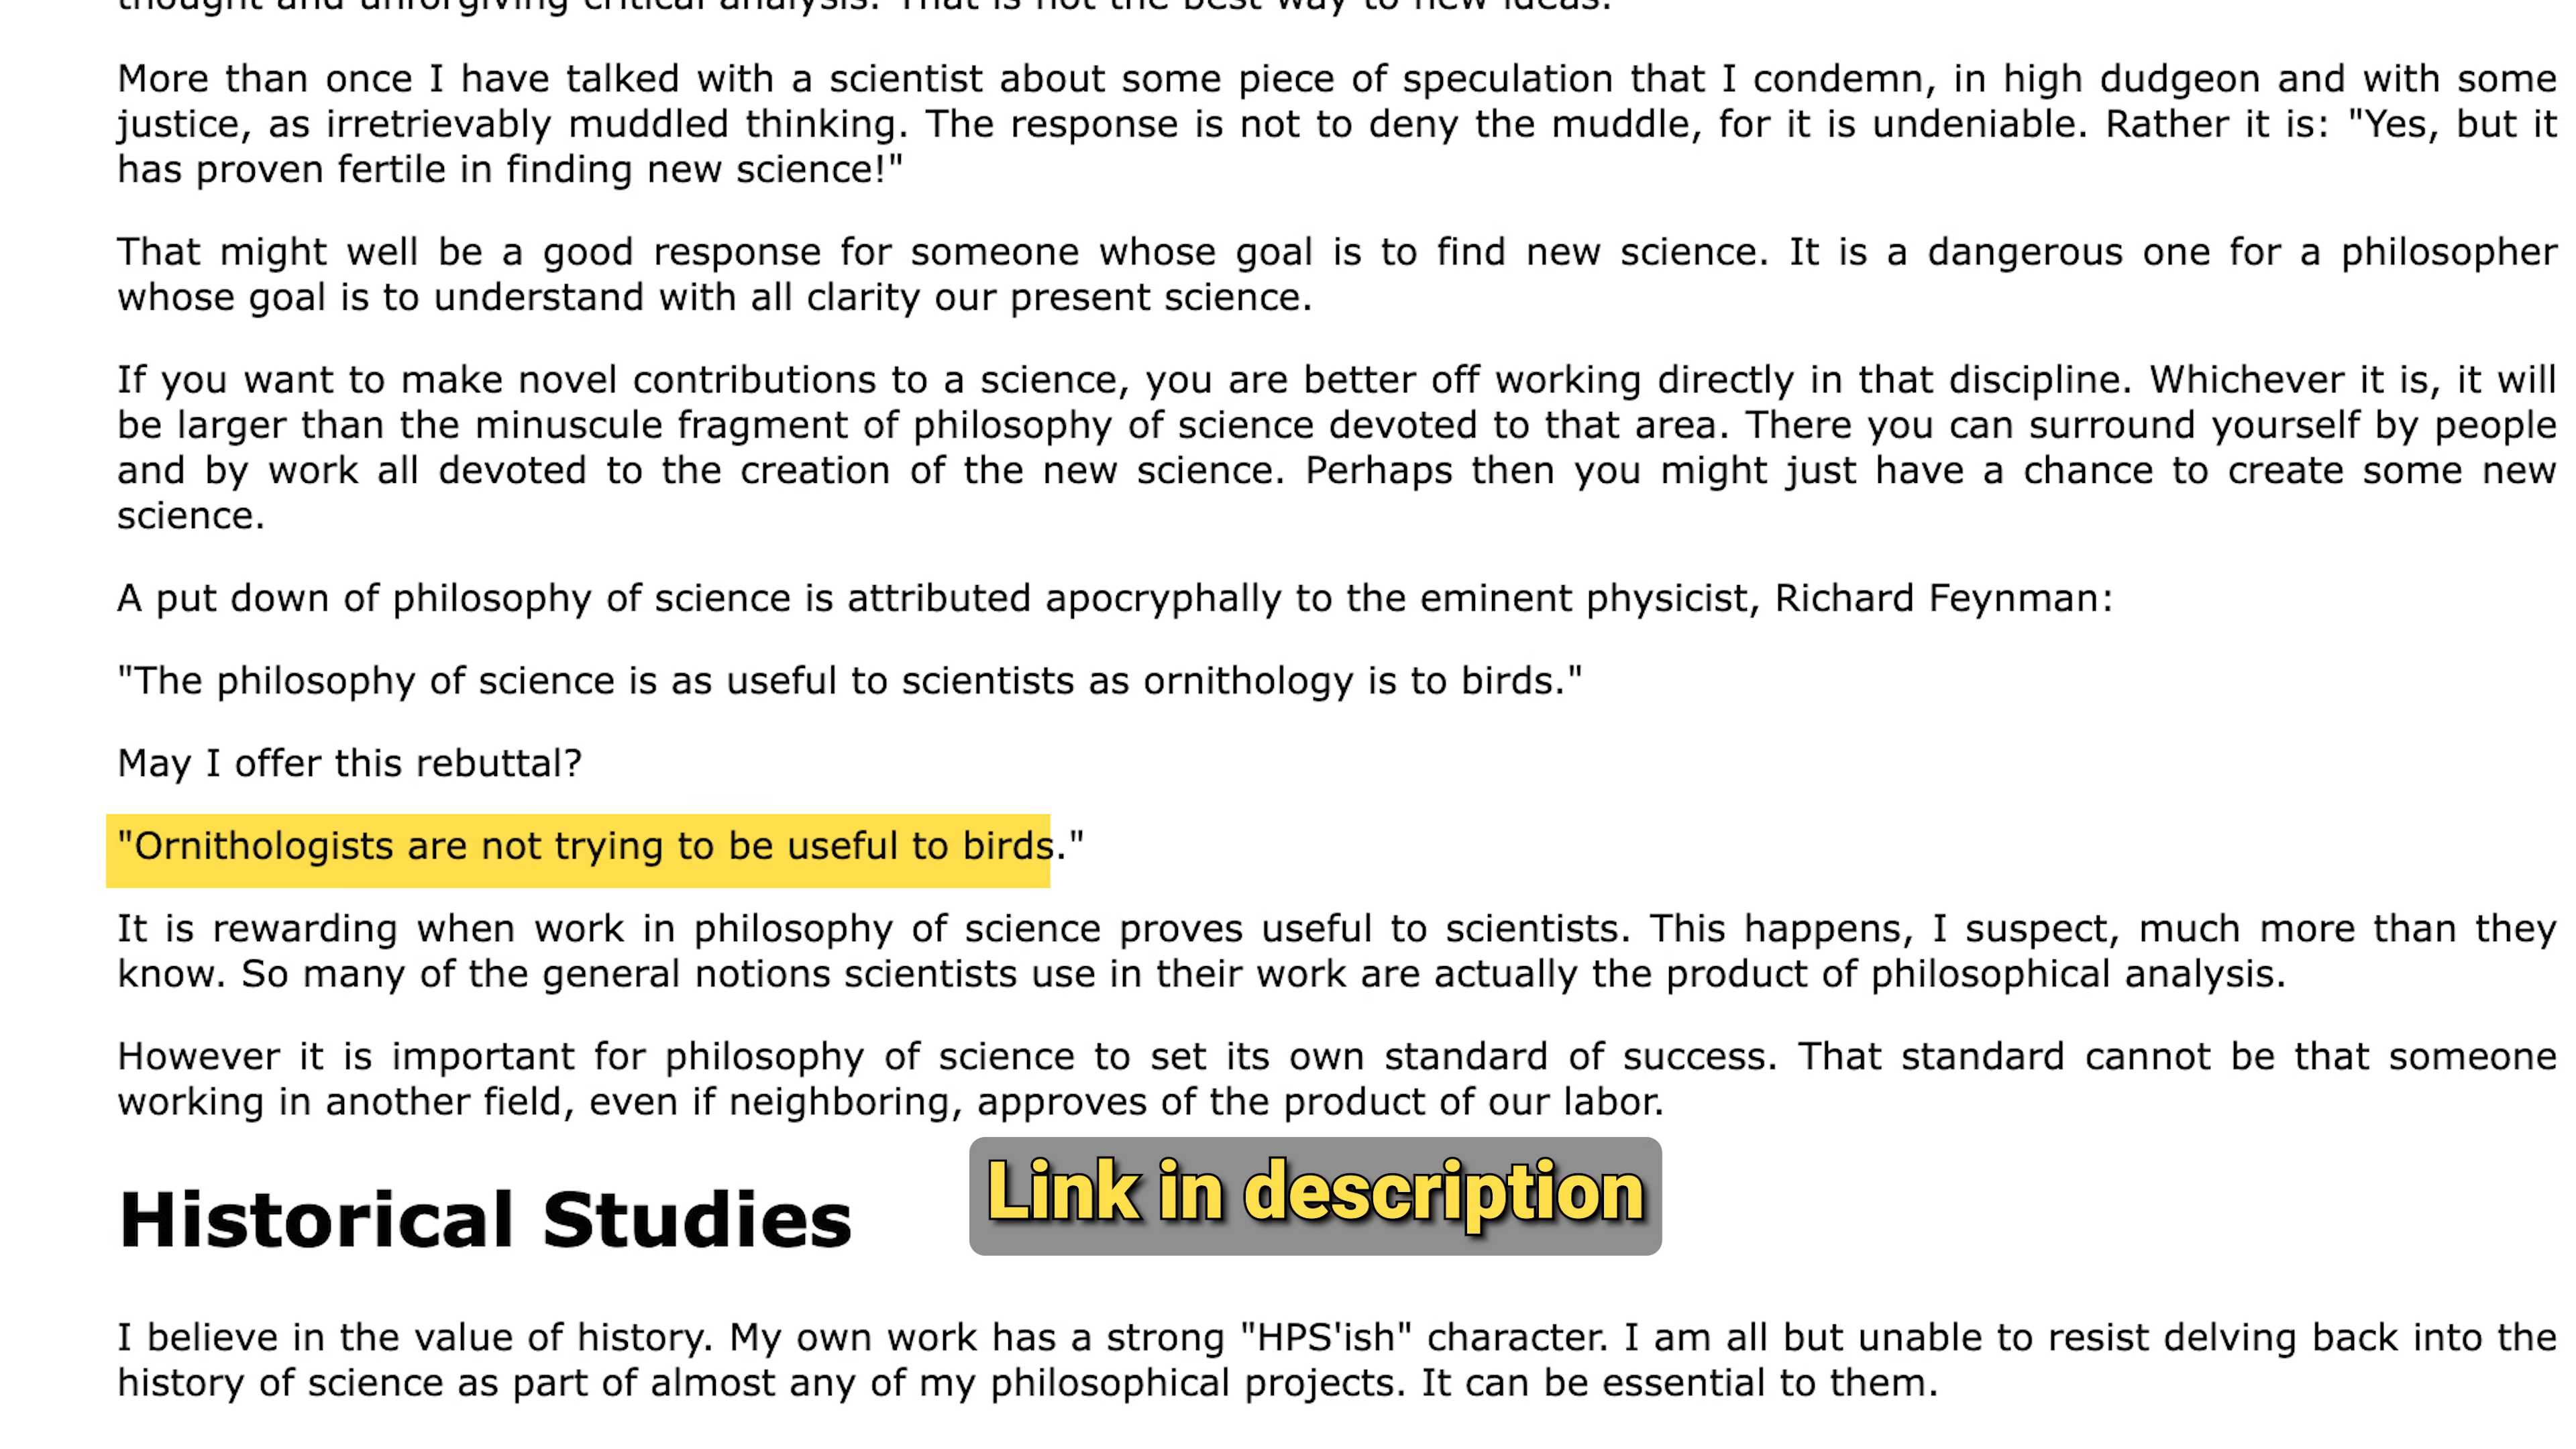 thought and unforgiving critical analysis. That is not the best way to new ideas.
More than once I have talked with a scientist about some piece of speculation that I condemn, in high dudgeon and with some
justice, as irretrievably muddled thinking. The response is not to deny the muddle, for it is undeniable. Rather it is: "Yes, but it
has proven fertile in finding new science!"
That might well be a good response for someone whose goal is to find new science. It is a dangerous one for a philosopher
whose goal is to understand with all clarity our present science.
If you want to make novel contributions to a science, you are better off working directly in that discipline. Whichever it is, it will
be larger than the minuscule fragment of philosophy of science devoted to that area. There you can surround yourself by people
and by work all devoted to the creation of the new science. Perhaps then you might just have a chance to create some new
science.
A put down of philosophy of science is attributed apocryphally to the eminent physicist, Richard Feynman:
"The philosophy of science is as useful to scientists as ornithology is to birds."
May I offer this rebuttal?
"Ornithologists are not trying to be useful to birds."
It is rewarding when work in philosophy of science proves useful to scientists. This happens, I suspect, much more than they
know. So many of the general notions scientists use in their work are actually the product of philosophical analysis.
However it is important for philosophy of science to set its own standard of success. That standard cannot be that someone
working in another field, even if neighboring, approves of the product of our labor.
Link in description
Historical Studies
I believe in the value of history. My own work has a strong "HPS'ish" character. I am all but unable to resist delving back into the
history of science as part of almost any of my philosophical projects. It can be essential to them.